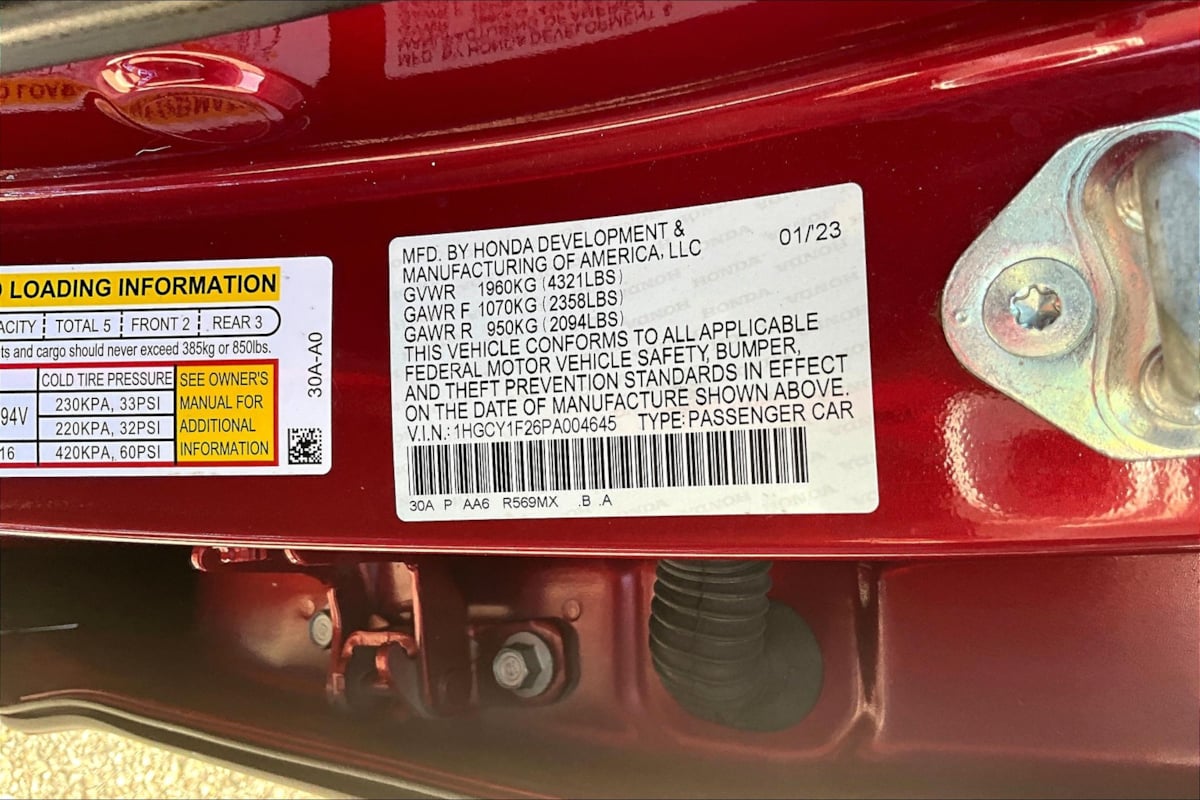 O LOADING INFORMATION
ACITY TOTAL 5 FRONT 2 REAR 3
ts and cargo should never exceed 385kg or 850lbs.
COLD TIRE PRESSURE
94V 230KPA, 33PSI
220KPA, 32PSI
16 420KPA, 60PSI
SEE OWNER'S
MANUAL FOR
ADDITIONAL
INFORMATION
30A-A0
MFD. BY HONDA DEVELOPMENT &
MANUFACTURING OF AMERICA, LLC
01/23
GVWR 1960KG (4321LBS)
GAWR F 1070KG (2358LBS)
GAWR R 950KG (2094LBS)
THIS VEHICLE CONFORMS TO ALL APPLICABLE
FEDERAL MOTOR VEHICLE SAFETY, BUMPER,
AND THEFT PREVENTION STANDARDS IN EFFECT
ON THE DATE OF MANUFACTURE SHOWN ABOVE.
V.I.N.: 1HGCY1F26PA004645 TYPE: PASSENGER CAR
30A P AA6 R569MX .B .A